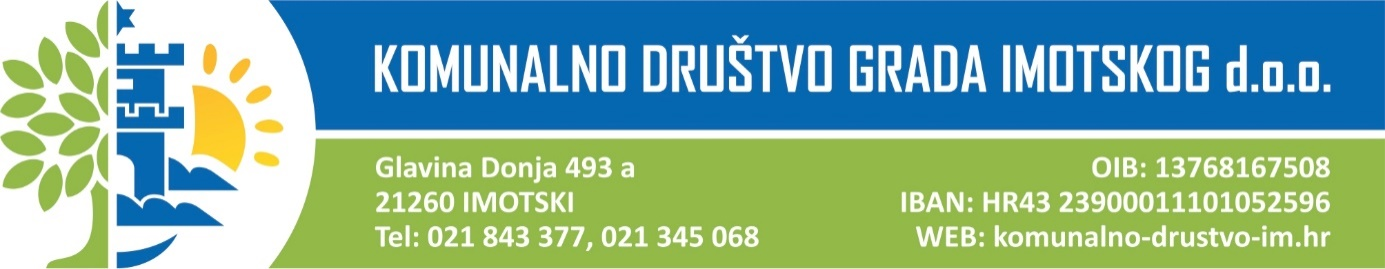 KOMUNALNO DRUŠTVO GRADA IMOTSKOG d.o.o.
Glavina Donja 493 a
21260 IMOTSKI
Tel: 021 843 377, 021 345 068
OIB: 13768167508
IBAN: HR43 23900011101052596
WEB: komunalno-drustvo-im.hr